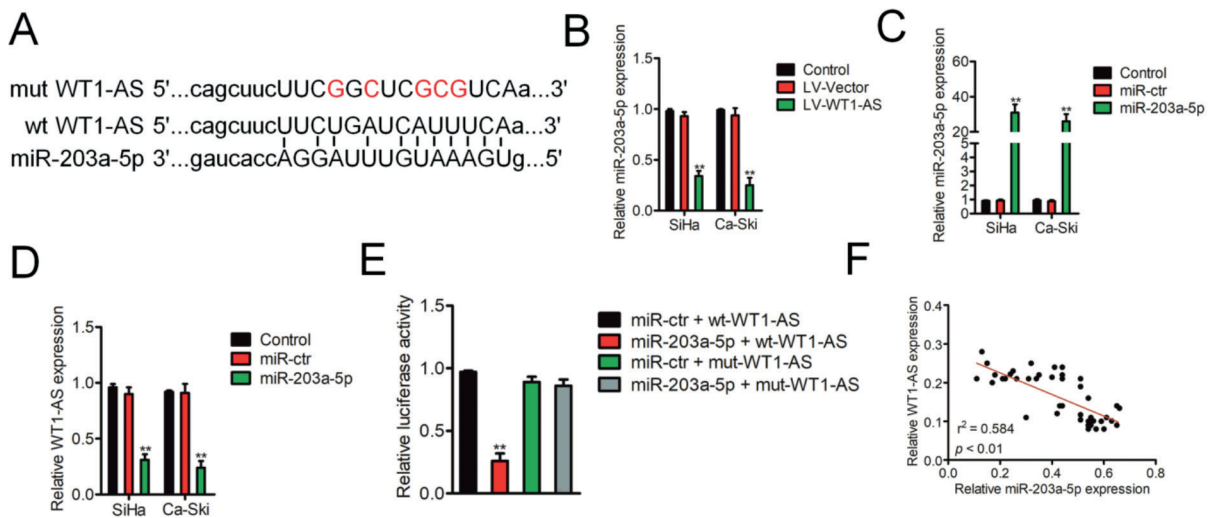 A
mut WT1-AS 5'...cagcuucUUCGGCUCGCGUCAa...3'
wt WT1-AS 5'...cagcuucUUCUGAUCAUUUCAa...3'
miR-203a-5p 3'...gaucaccAGGAUUUGUAAAGUg...5'
B
Relative miR-203a-5p expression
1.5
1.0
0.5
0.0
** **
SiHa Ca-Ski
Control
LV-Vector
LV-WT1-AS
C
Relative miR-203a-5p expression
60
40
20
4
3
2
1
0
** **
SiHa Ca-Ski
Control
miR-ctr
miR-203a-5p
D
Relative WT1-AS expression
1.5
1.0
0.5
0.0
** **
SiHa Ca-Ski
Control
miR-ctr
miR-203a-5p
E
Relative luciferase activity
1.5
1.0
0.5
0.0
**
miR-ctr + wt-WT1-AS
miR-203a-5p + wt-WT1-AS
miR-ctr + mut-WT1-AS
miR-203a-5p + mut-WT1-AS
F
Relative WT1-AS expression
0.4
0.3
0.2
0.1
0.0
r2 = 0.584
p < 0.01
0.0 0.2 0.4 0.6 0.8
Relative miR-203a-5p expression